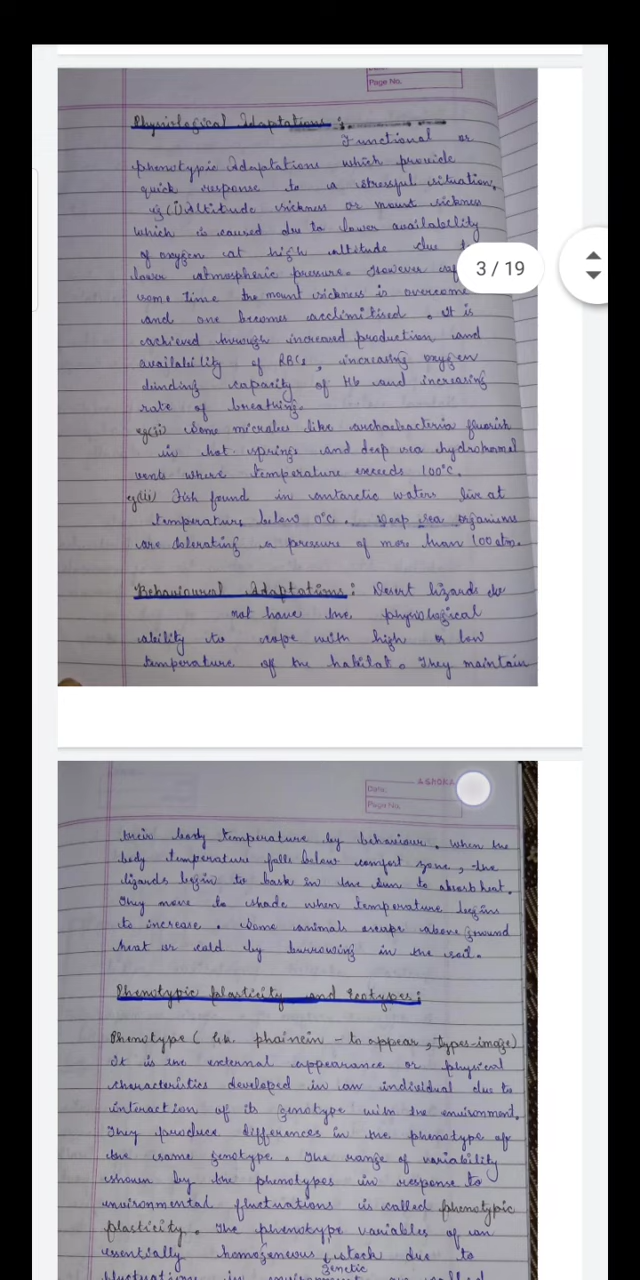 Page No.
Physiological Adaptations :
Functional or
phenotypic Adaptations which provide
quick response to a stressful situation.
eg (i) Altitude sickness or mount sickness
which is caused due to lower availability
of oxygen at high altitude due
lower atmospheric pressure. However
3 / 19
some time the mount sickness is overcome
and one becomes acclimitised. It is
achieved through increased production and
availability of RBCs, increasing oxygen
binding capacity of Hb and increasing
rate of breathing.
eg(ii) Some microbes like archaebacteria flourish
in hot springs and deep sea hydrothermal
vents where temperature exceeds 100°C.
eg(iii) Fish found in antarctic waters live at
temperature below 0°C. Deep sea organisms
are tolerating a pressure of more than 100 atm.
Behavioural Adaptations : Desert lizards do
not have the physiological
ability to cope with high or low
temperature of the habitat. They maintain
ASHOKA
Date:
Page No.
their body temperature by behaviour. When the
body temperature falls below comfort zone, the
lizards begin to bask in the sun to absorb heat.
They move to shade when temperature begins
to increase. Some animals escape above ground
heat or cold by burrowing in the soil.
Phenotypic plasticity and Ecotypes :
Phenotype ( Gk. phainein - to appear, types-image)
It is the external appearance or physical
characteristics developed in an individual due to
interaction of its genotype with the environment.
They produce differences in the phenotype of
the same genotype. The range of variability
shown by the phenotypes in response to
environmental fluctuations is called phenotypic
plasticity. The phenotype variables of an
essentially homogeneous stock due to
genetic
fluctuations in environment are called